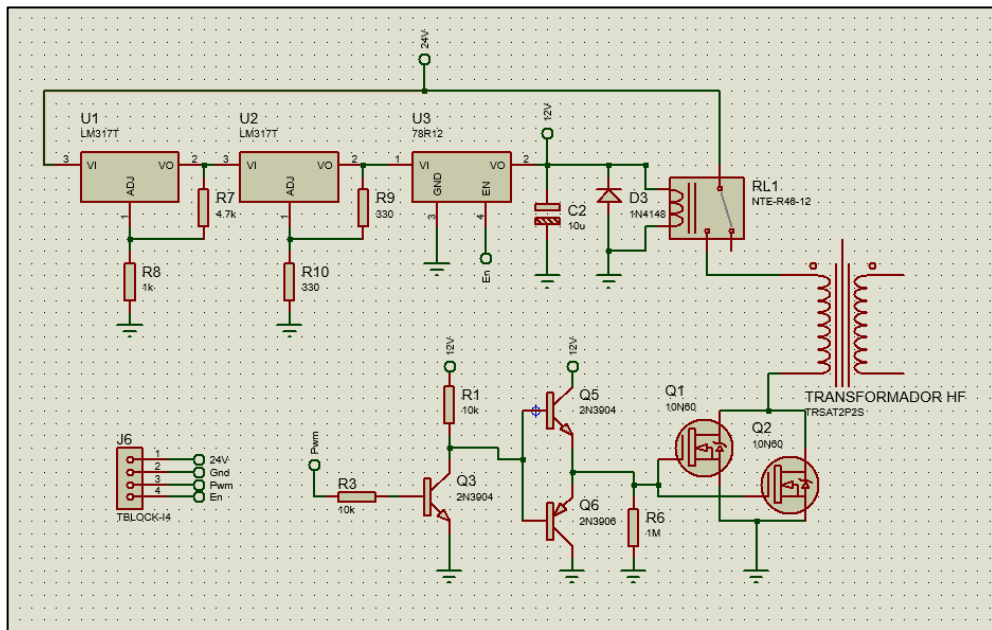 24V
U1
LM317T
3
VI
VO
2
ADJ
1
R7
4.7k
R8
1k
U2
LM317T
3
VI
VO
2
ADJ
1
R9
330
R10
330
U3
78R12
1
VI
VO
2
GND
EN
3
4
En
12V
C2
10u
D3
1N4148
RL1
NTE-R46-12
TRANSFORMADOR HF
TRSAT2P2S
12V
R1
10k
Pwm
R3
10k
Q3
2N3904
12V
Q5
2N3904
Q6
2N3906
R6
1M
Q1
10N60
Q2
10N60
J6
1
24V
2
Gnd
3
Pwm
4
En
TBLOCK-I4